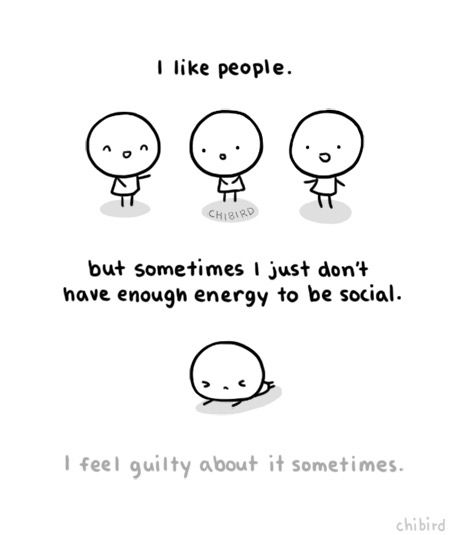 I like people.
CHIBIRD
but sometimes I just don't
have enough energy to be social.
I feel guilty about it sometimes.
chibird